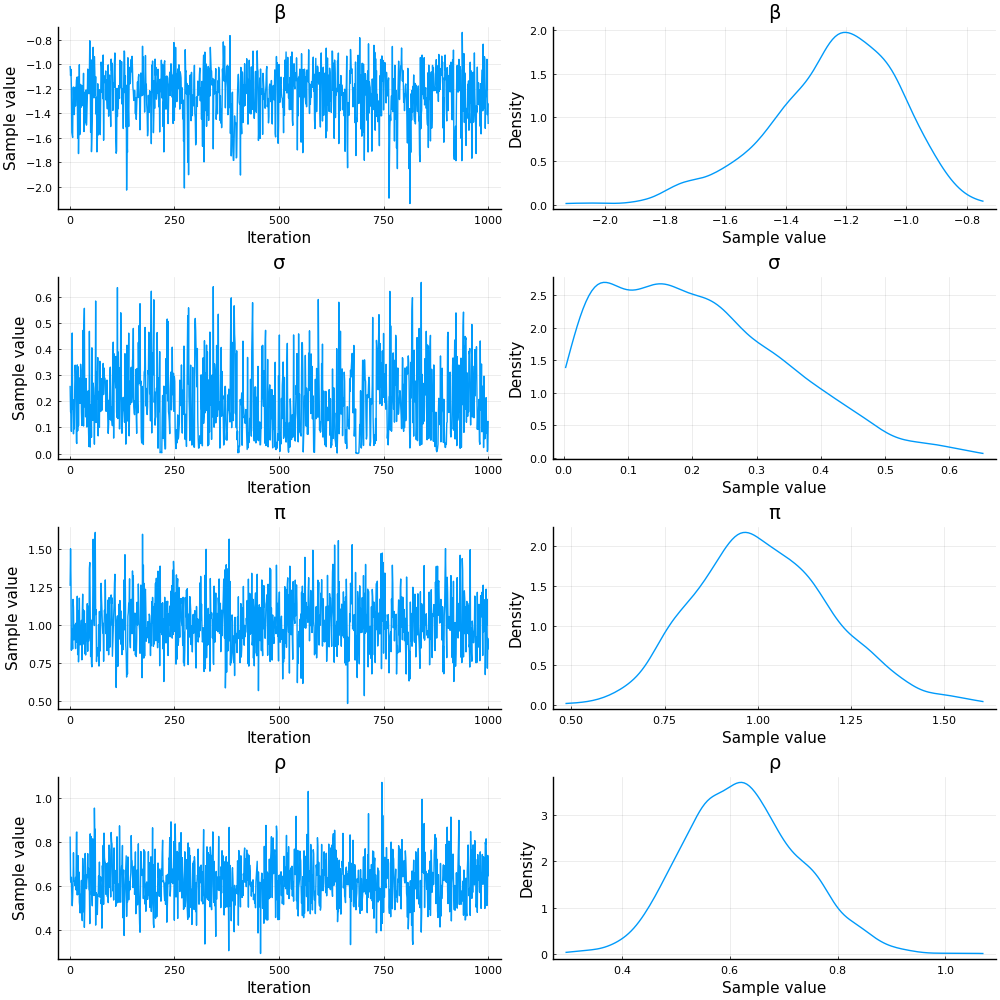 β
−0.8
−1.0
−1.2
−1.4
−1.6
−1.8
−2.0
Sample value
0 250 500 750 1000
Iteration
β
2.0
1.5
1.0
0.5
0.0
Density
−2.0 −1.8 −1.6 −1.4 −1.2 −1.0 −0.8
Sample value
σ
0.6
0.5
0.4
0.3
0.2
0.1
0.0
Sample value
0 250 500 750 1000
Iteration
σ
2.5
2.0
1.5
1.0
0.5
0.0
Density
0.0 0.1 0.2 0.3 0.4 0.5 0.6
Sample value
π
1.50
1.25
1.00
0.75
0.50
Sample value
0 250 500 750 1000
Iteration
π
2.0
1.5
1.0
0.5
0.0
Density
0.50 0.75 1.00 1.25 1.50
Sample value
ρ
1.0
0.8
0.6
0.4
Sample value
0 250 500 750 1000
Iteration
ρ
3
2
1
0
Density
0.4 0.6 0.8 1.0
Sample value